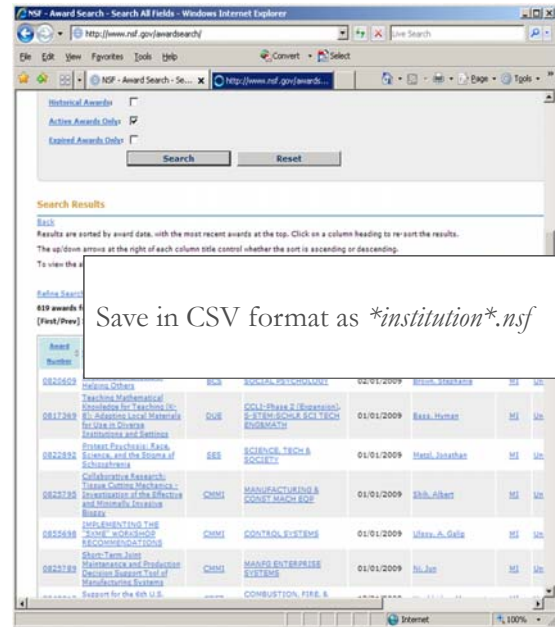 NSF - Award Search - Search All Fields - Windows Internet Explorer
http://www.nsf.gov/awardsearch/ Live Search
File Edit View Favorites Tools Help Convert Select
NSF - Award Search - Se... http://www.nsf.gov/awards... Page Tools
Historical Awards:
Active Awards Only:
Expired Awards Only:
Search Reset
Search Results
Back
Results are sorted by award date, with the most recent awards at the top. Click on a column heading to re-sort the results.
The up/down arrows at the right of each column title control whether the sort is ascending or descending.
To view the a
Refine Search
619 awards f
[First/Prev]
Save in CSV format as *institution*.nsf
Award
Number
0820609 Helping Others BCS SOCIAL PSYCHOLOGY 02/01/2009 Brown, Stephanie MI Un
Teaching Mathematical
Knowledge for Teaching (K-
0817369 8): Adapting Local Materials DUE CCLI-Phase 2 (Expansion), S-STEM:SCHLR SCI TECH ENG&MATH 01/01/2009 Bass, Hyman MI Un
for Use in Diverse
Institutions and Settings
Protest Psychosis: Race,
0822892 Science, and the Stigma of SES SCIENCE, TECH & SOCIETY 01/01/2009 Metzl, Jonathan MI Un
Schizophrenia
Collaborative Research:
Tissue Cutting Mechanics -
0825795 Investigation of the Effective CMMI MANUFACTURING & CONST MACH EQP 01/01/2009 Shih, Albert MI Un
and Minimally Invasive
Biopsy
IMPLEMENTING THE
0855698 WORKSHOP CMMI CONTROL SYSTEMS 01/01/2009 Ulsoy, A. Galip MI Un
RECOMMENDATIONS
Short-Term Joint
Maintenance and Production
0825789 Decision Support Tool of CMMI MANFG ENTERPRISE SYSTEMS 01/01/2009 Ni, Jun MI Un
Manufacturing Systems
Support for the 6th U.S. COMBUSTION, FIRE, &
Internet 100%